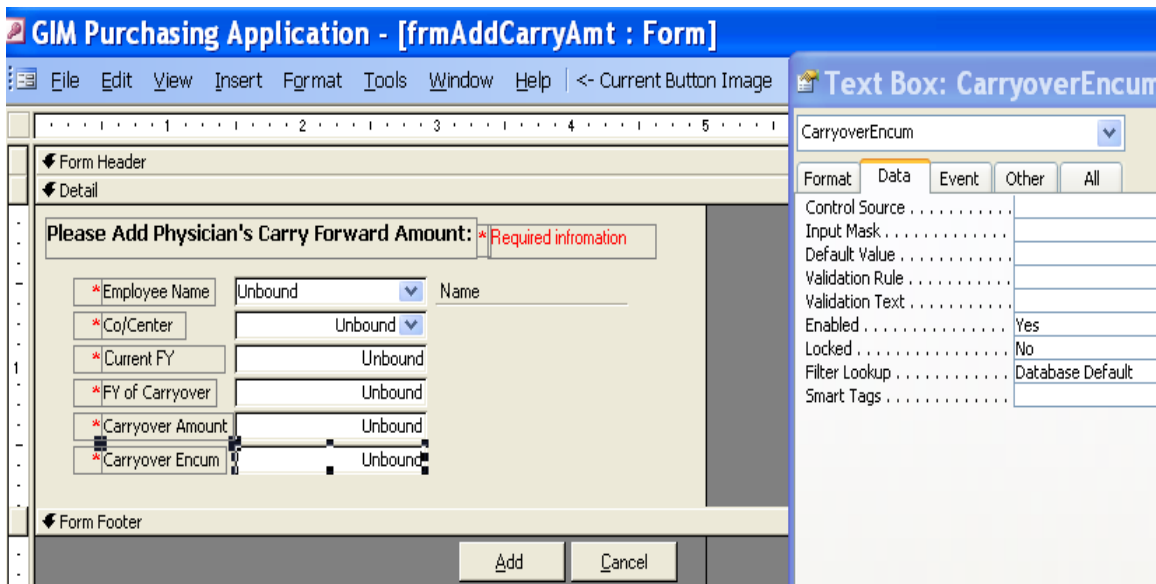 GIM Purchasing Application - [frmAddCarryAmt : Form]
File Edit View Insert Format Tools Window Help <- Current Button Image
1 2 3 4 5
Form Header
Detail
Please Add Physician's Carry Forward Amount: * Required infromation
*Employee Name Unbound Name
*Co/Center Unbound
*Current FY Unbound
*FY of Carryover Unbound
*Carryover Amount Unbound
*Carryover Encum Unbound
1
Form Footer
Add Cancel
Text Box: CarryoverEncum
CarryoverEncum
Format Data Event Other All
Control Source . . . . . . . . . . .
Input Mask . . . . . . . . . . . . .
Default Value . . . . . . . . . . . .
Validation Rule . . . . . . . . . . .
Validation Text . . . . . . . . . . .
Enabled . . . . . . . . . . . . . . . Yes
Locked . . . . . . . . . . . . . . . . No
Filter Lookup . . . . . . . . . . . . Database Default
Smart Tags . . . . . . . . . . . . .